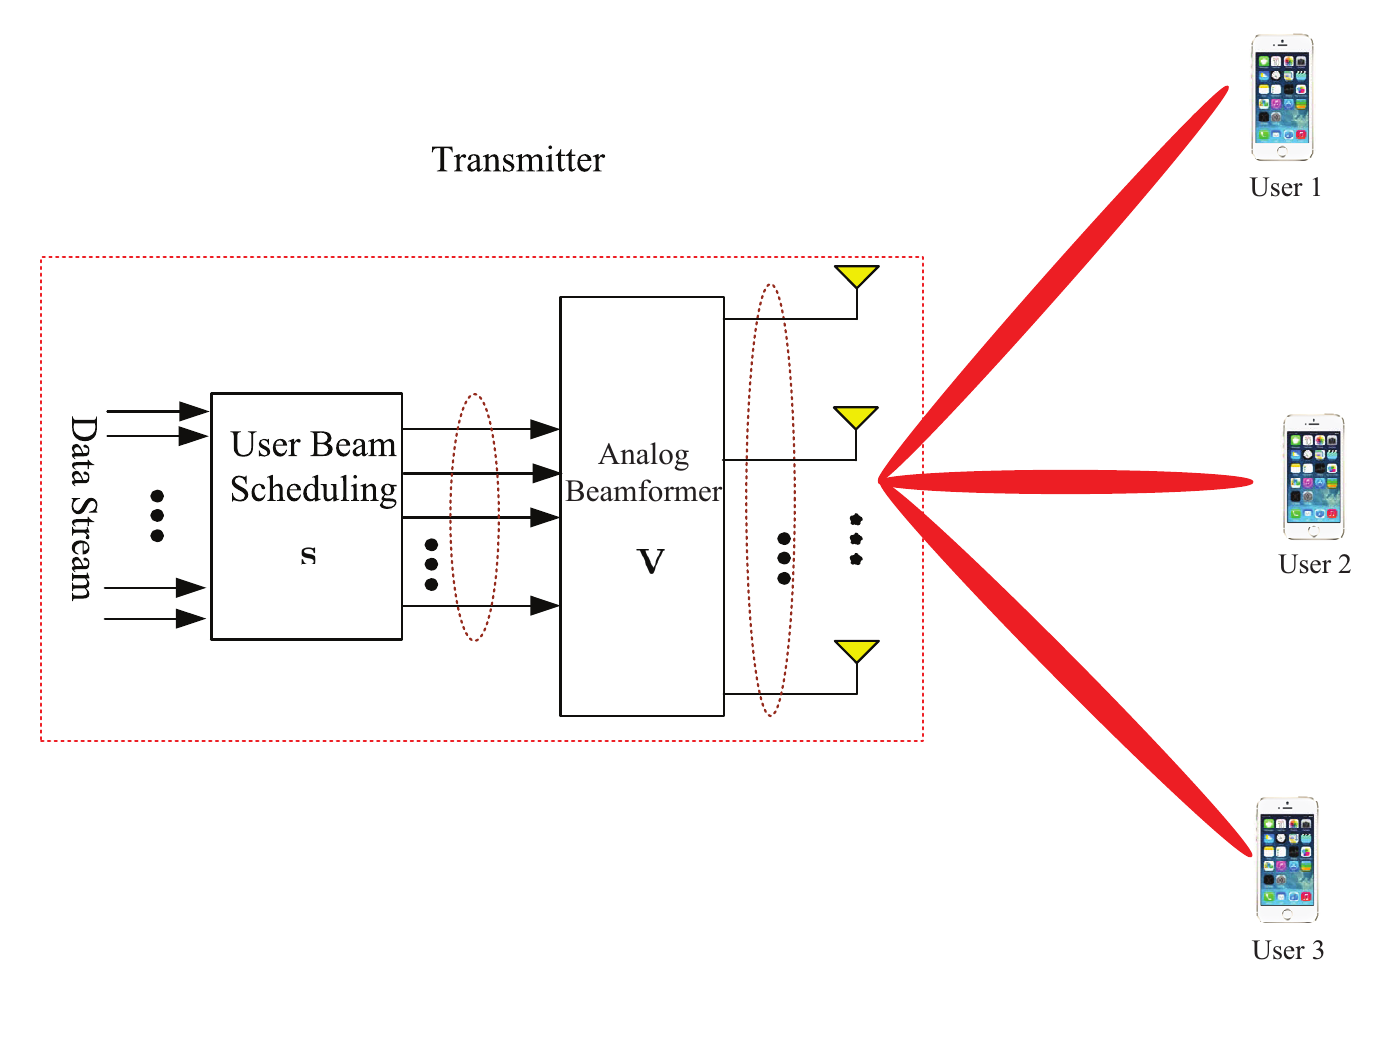 Transmitter
User 1
Data Stream
User Beam
Scheduling
s
Analog
Beamformer
V
User 2
User 3